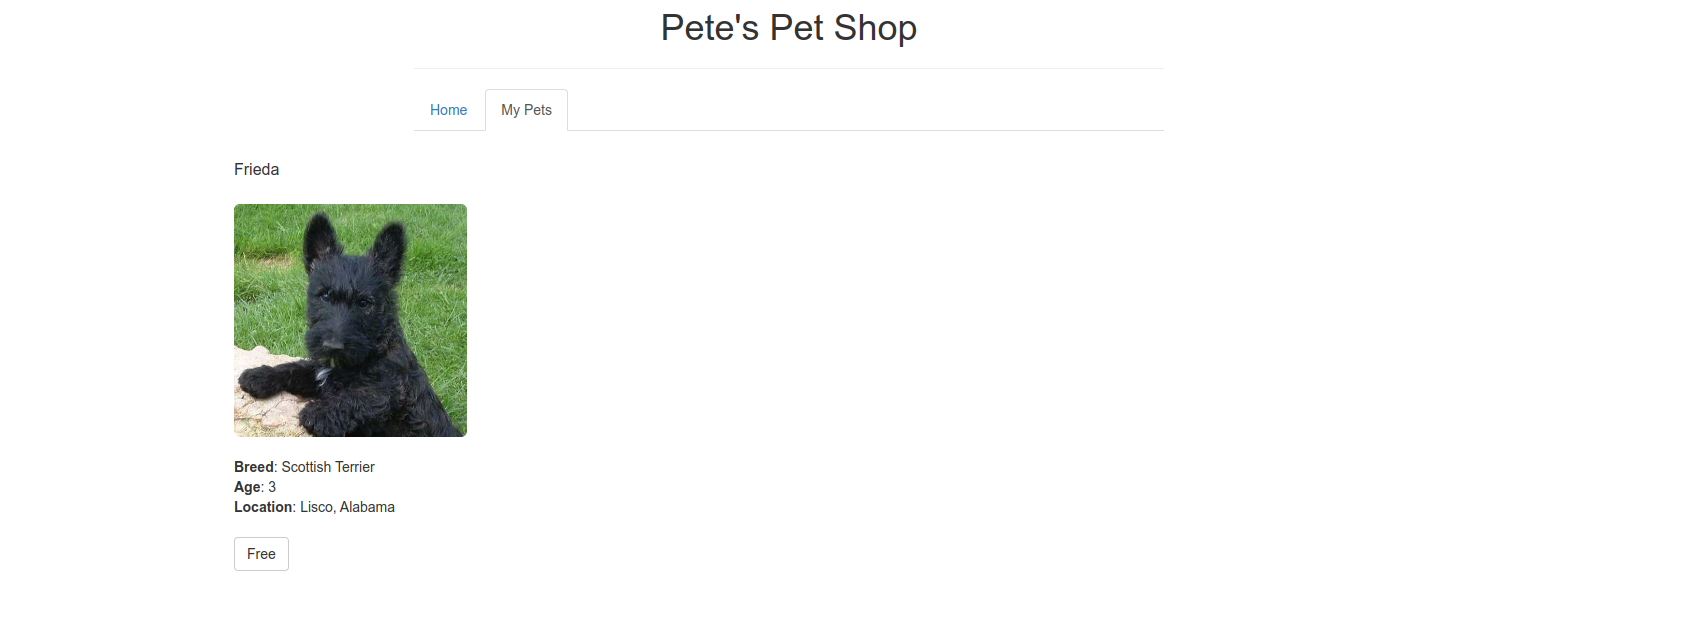 Pete's Pet Shop
Home
My Pets
Frieda
Breed: Scottish Terrier
Age: 3
Location: Lisco, Alabama
Free